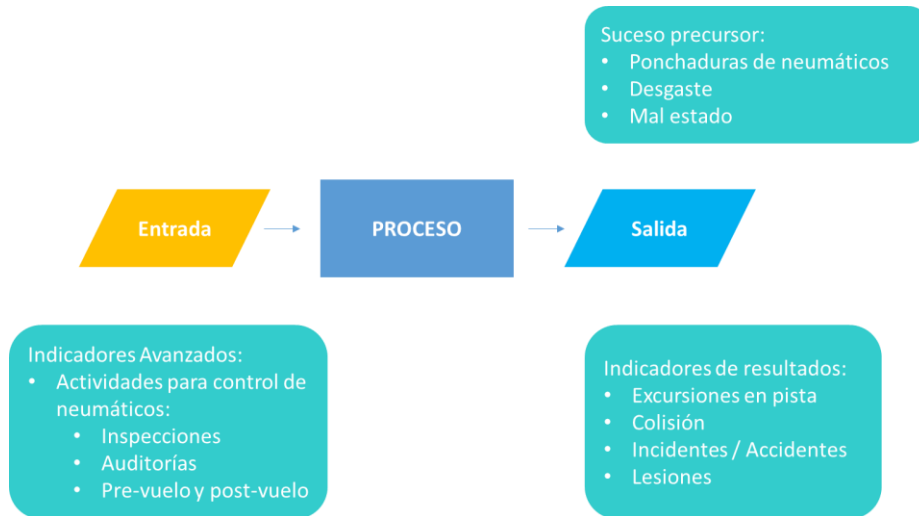 Suceso precursor:
• Ponchaduras de neumáticos
• Desgaste
• Mal estado
Entrada
PROCESO
Salida
Indicadores Avanzados:
• Actividades para control de
neumáticos:
• Inspecciones
• Auditorías
• Pre-vuelo y post-vuelo
Indicadores de resultados:
• Excursiones en pista
• Colisión
• Incidentes / Accidentes
• Lesiones